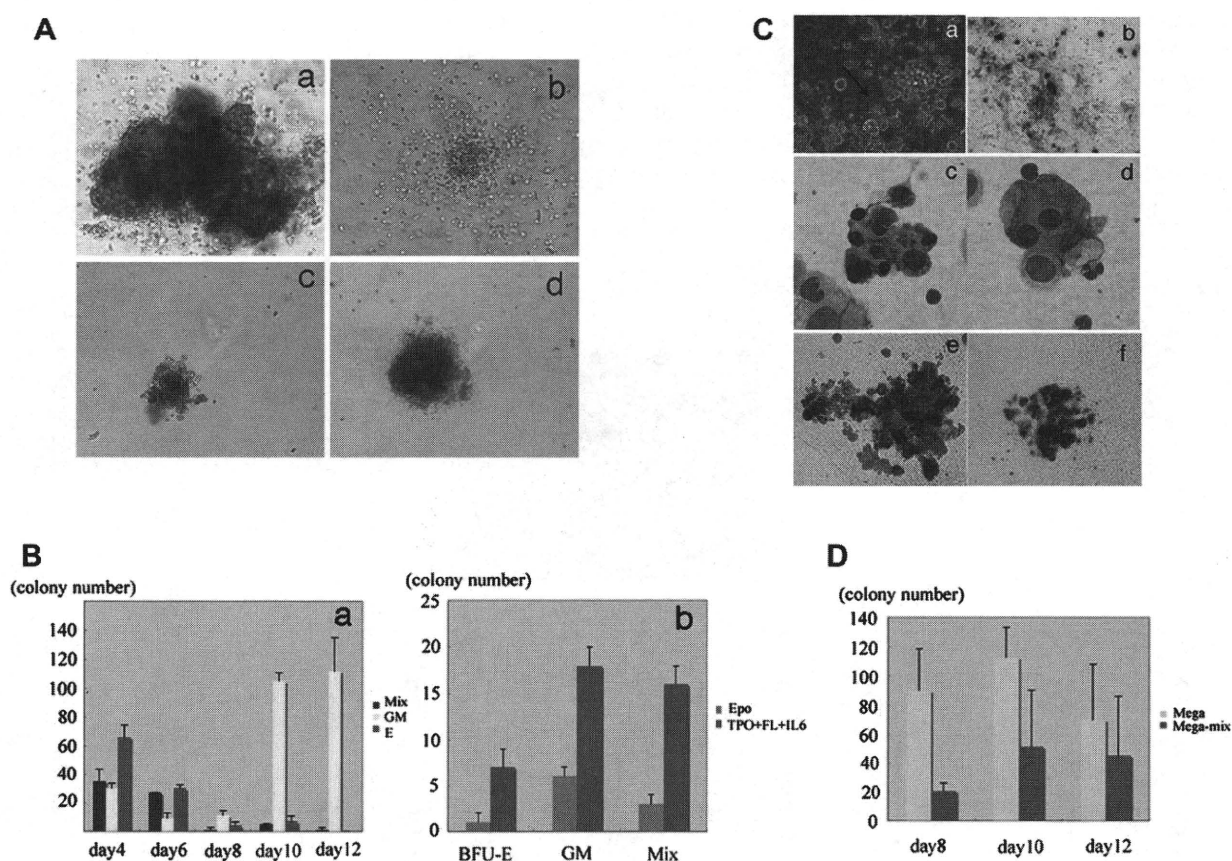 A
a
b
c
d
C
a
b
c
d
e
f
B
(colony number)
a
140
120
100
80
60
40
20
day4 day6 day8 day10 day12
Mix
GM
E
(colony number)
b
25
20
15
10
5
0
BFU-E GM Mix
Epo
TPO+FL+IL6
D
(colony number)
140
120
100
80
60
40
20
0
day8 day10 day12
Mega
Mega-mix